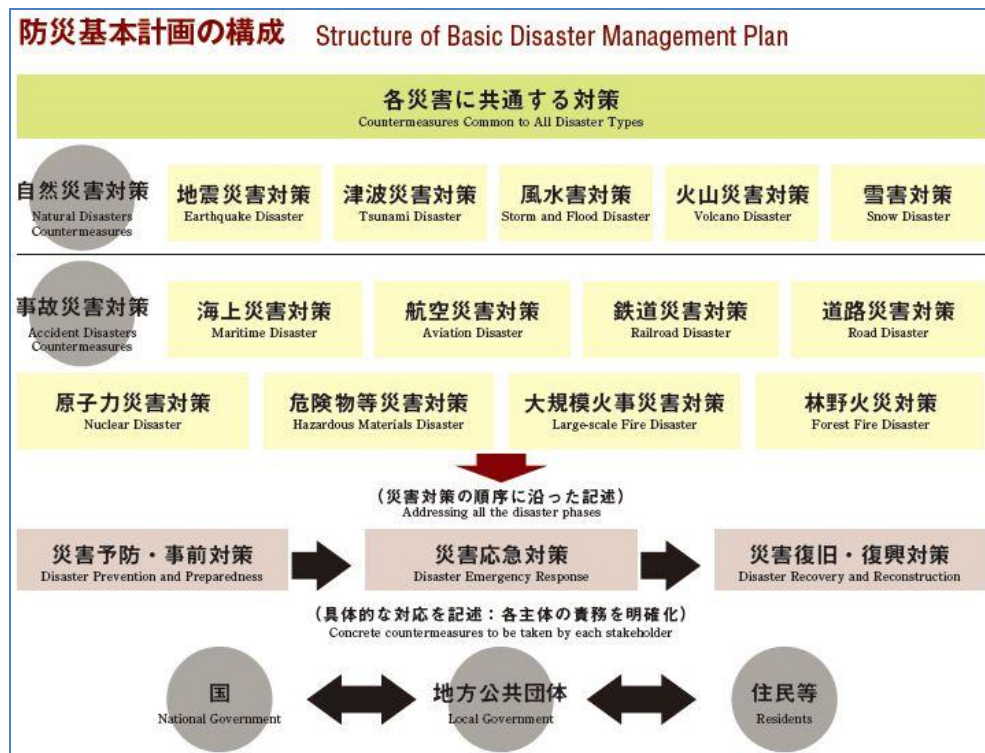 防災基本計画の構成 Structure of Basic Disaster Management Plan
各災害に共通する対策
Countermeasures Common to All Disaster Types
自然災害対策
Natural Disasters
Countermeasures
地震災害対策
Earthquake Disaster
津波災害対策
Tsunami Disaster
風水害対策
Storm and Flood Disaster
火山災害対策
Volcano Disaster
雪害対策
Snow Disaster
事故災害対策
Accident Disasters
Countermeasures
海上災害対策
Maritime Disaster
航空災害対策
Aviation Disaster
鉄道災害対策
Railroad Disaster
道路災害対策
Road Disaster
原子力災害対策
Nuclear Disaster
危険物等災害対策
Hazardous Materials Disaster
大規模火事災害対策
Large-scale Fire Disaster
林野火災対策
Forest Fire Disaster
（災害対策の順序に沿った記述）
Addressing all the disaster phases
災害予防・事前対策
Disaster Prevention and Preparedness
災害応急対策
Disaster Emergency Response
災害復旧・復興対策
Disaster Recovery and Reconstruction
（具体的な対応を記述：各主体の責務を明確化）
Concrete countermeasures to be taken by each stakeholder
国
National Government
地方公共団体
Local Government
住民等
Residents